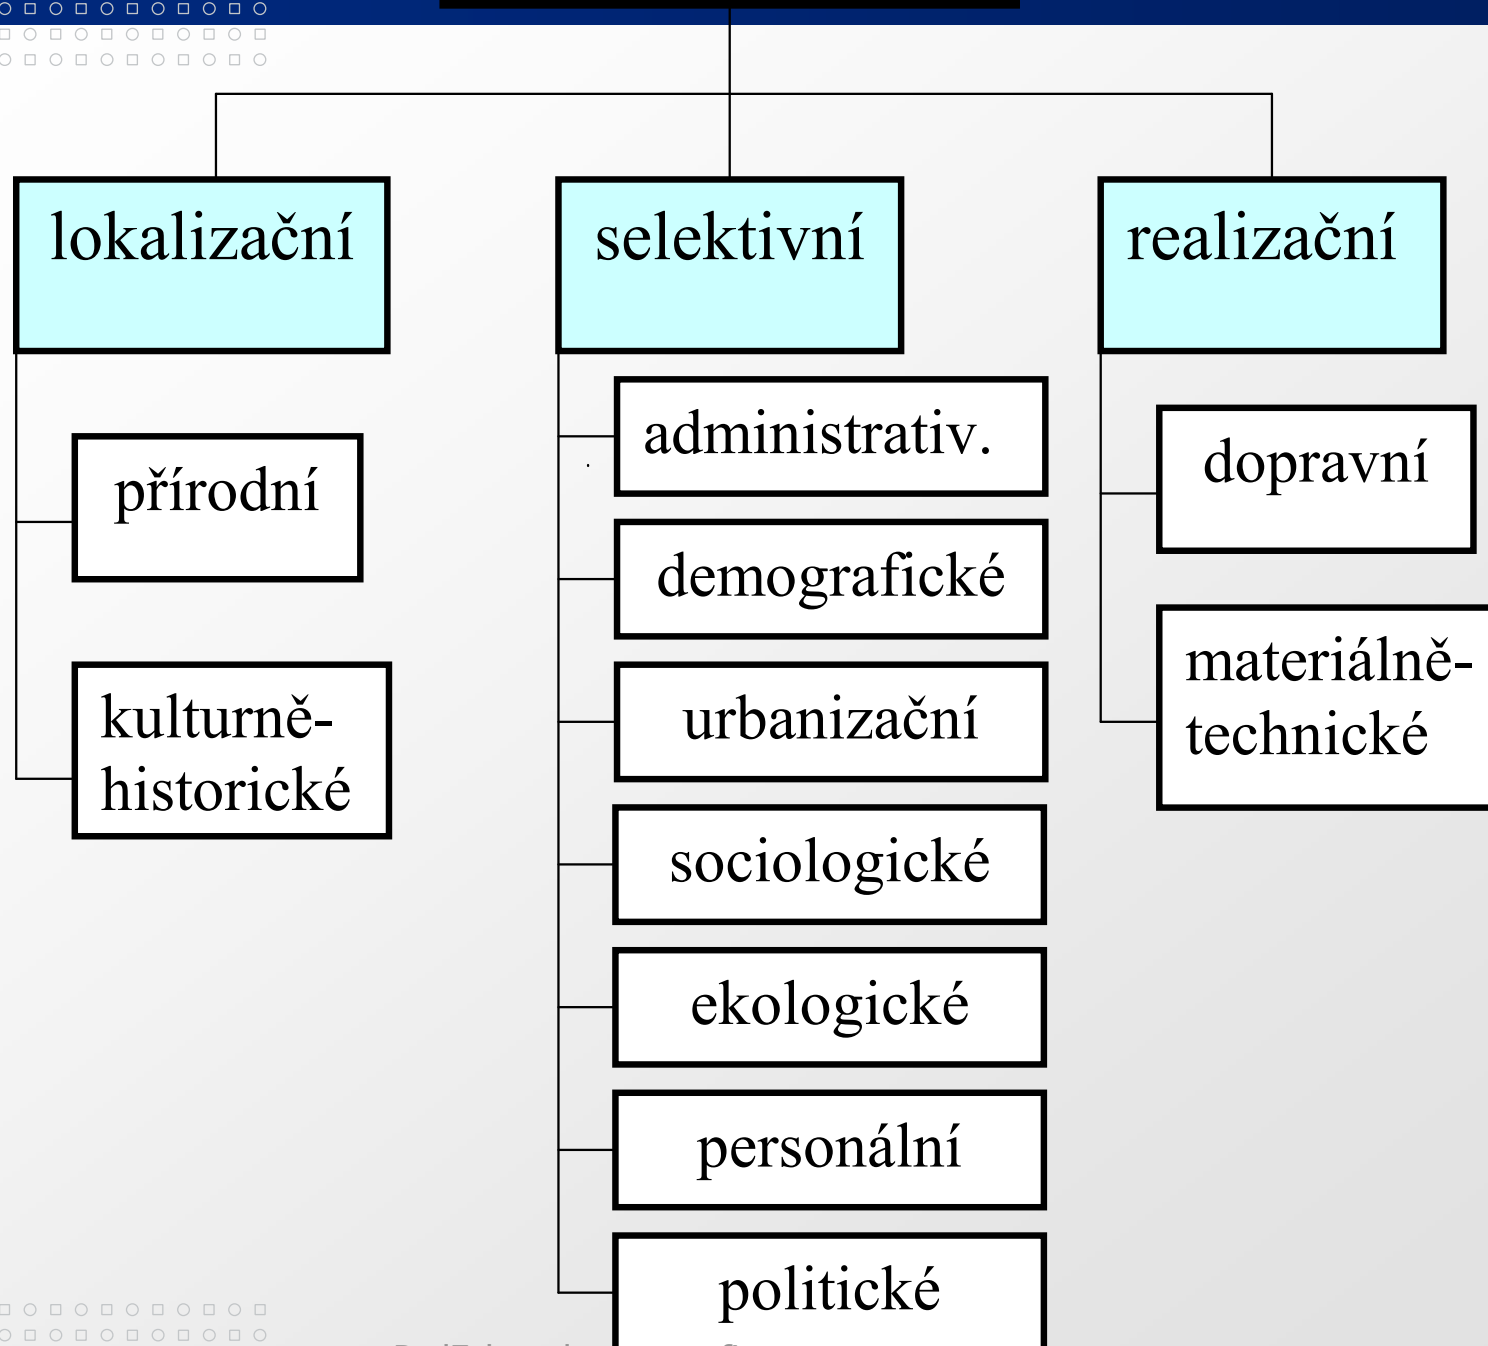 lokalizační
selektivní
realizační
přírodní
kulturně-
historické
administrativ.
demografické
urbanizační
sociologické
ekologické
personální
politické
dopravní
materiálně-
technické